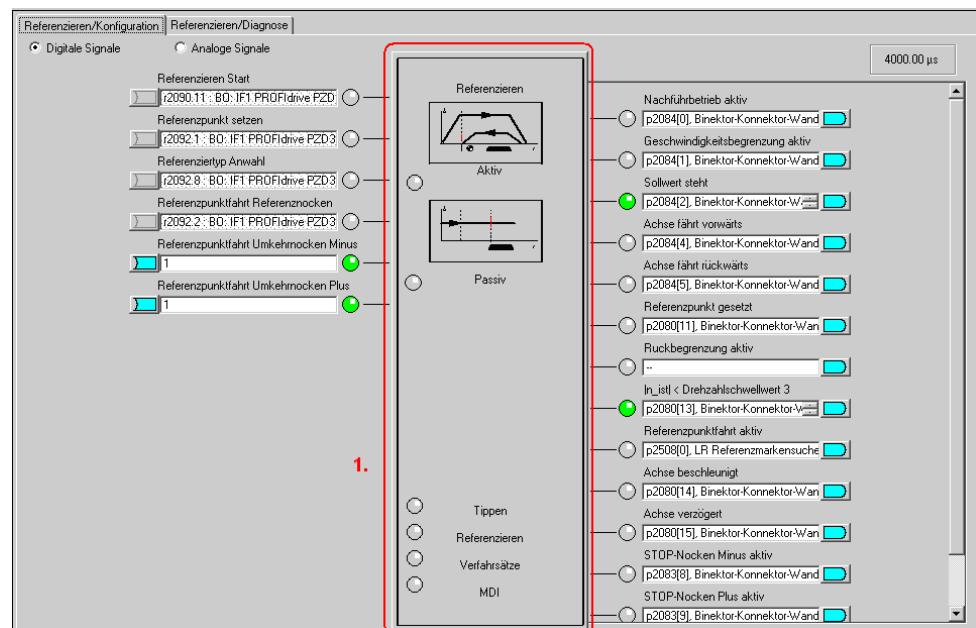 Referenzieren/Konfiguration
Referenzieren/Diagnose
Digitale Signale
Analoge Signale
4000.00 µs
Referenzieren Start
r2090.11 : BO: IF1 PROFIdrive PZD
Referenzpunkt setzen
r2092.1 : BO: IF1 PROFIdrive PZD3
Referenziertyp Anwahl
r2092.8 : BO: IF1 PROFIdrive PZD3
Referenzpunktfahrt Referenznocken
r2092.2 : BO: IF1 PROFIdrive PZD3
Referenzpunktfahrt Umkehrnocken Minus
1
Referenzpunktfahrt Umkehrnocken Plus
1
Referenzieren
Aktiv
Passiv
1.
Tippen
Referenzieren
Verfahrsätze
MDI
Nachführbetrieb aktiv
p2084[0], Binektor-Konnektor-Wand
Geschwindigkeitsbegrenzung aktiv
p2084[1], Binektor-Konnektor-Wand
Sollwert steht
p2084[2], Binektor-Konnektor-W
Achse fährt vorwärts
p2084[4], Binektor-Konnektor-Wand
Achse fährt rückwärts
p2084[5], Binektor-Konnektor-Wand
Referenzpunkt gesetzt
p2080[11], Binektor-Konnektor-Wan
Ruckbegrenzung aktiv
--
|n_ist| < Drehzahlschwellwert 3
p2080[13], Binektor-Konnektor-W
Referenzpunktfahrt aktiv
p2508[0], LR Referenzmarkensuche
Achse beschleunigt
p2080[14], Binektor-Konnektor-Wan
Achse verzögert
p2080[15], Binektor-Konnektor-Wan
STOP-Nocken Minus aktiv
p2083[8], Binektor-Konnektor-Wand
STOP-Nocken Plus aktiv
p2083[9], Binektor-Konnektor-Wand